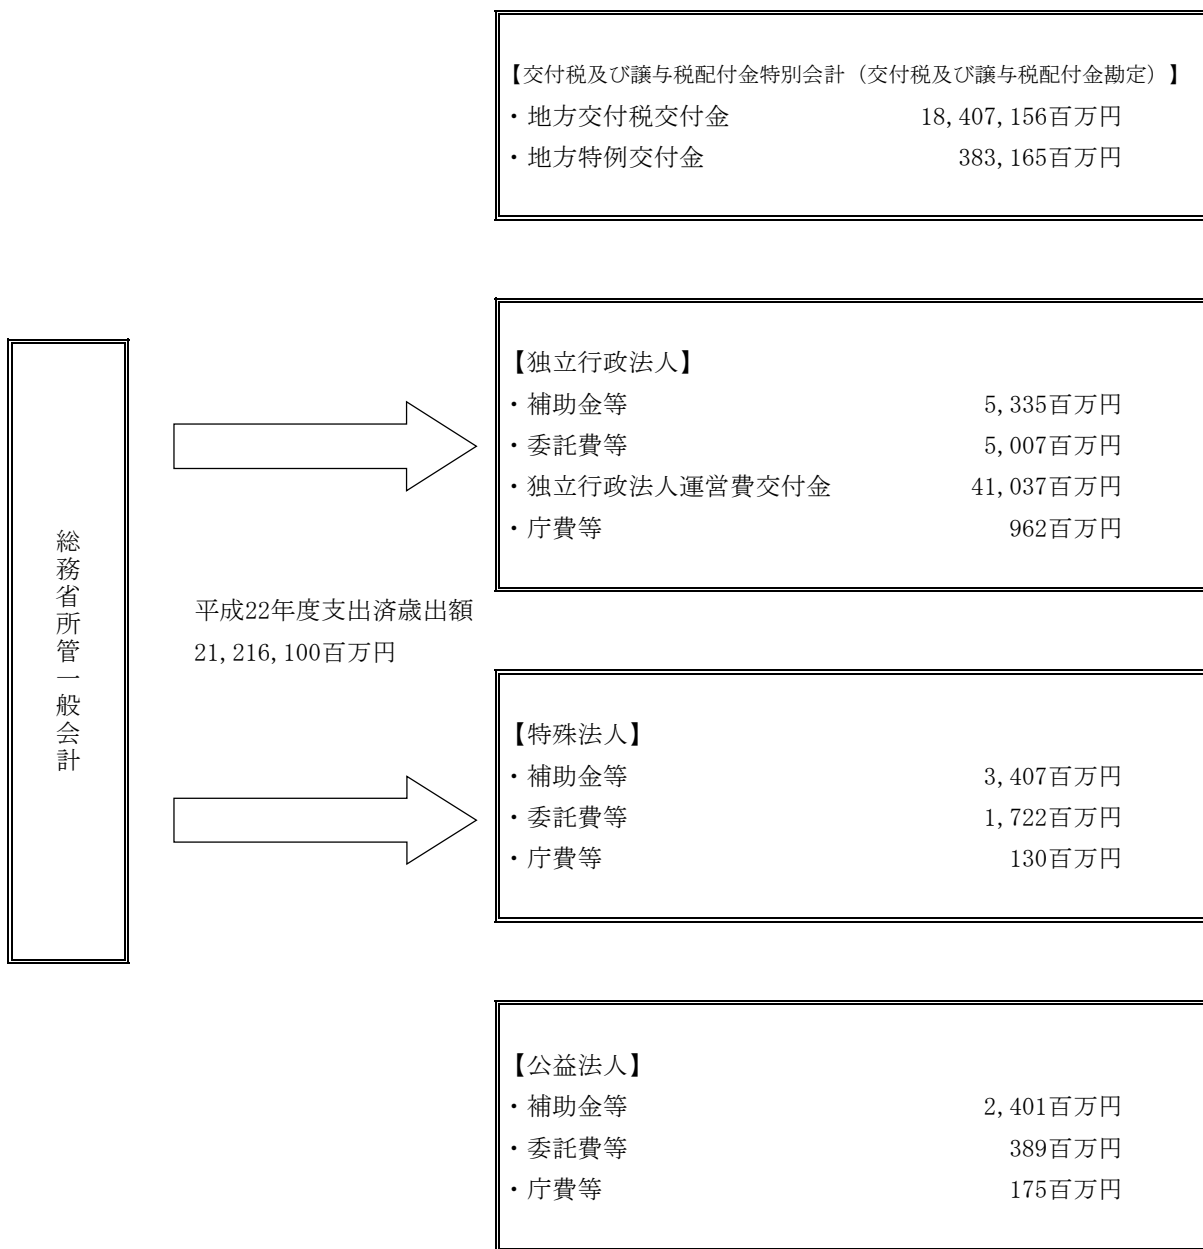 【交付税及び譲与税配付金特別会計（交付税及び譲与税配付金勘定）】
・地方交付税交付金 18,407,156百万円
・地方特例交付金 383,165百万円
【独立行政法人】
・補助金等 5,335百万円
・委託費等 5,007百万円
・独立行政法人運営費交付金 41,037百万円
・庁費等 962百万円
総務省所管一般会計
平成22年度支出済歳出額
21,216,100百万円
【特殊法人】
・補助金等 3,407百万円
・委託費等 1,722百万円
・庁費等 130百万円
【公益法人】
・補助金等 2,401百万円
・委託費等 389百万円
・庁費等 175百万円